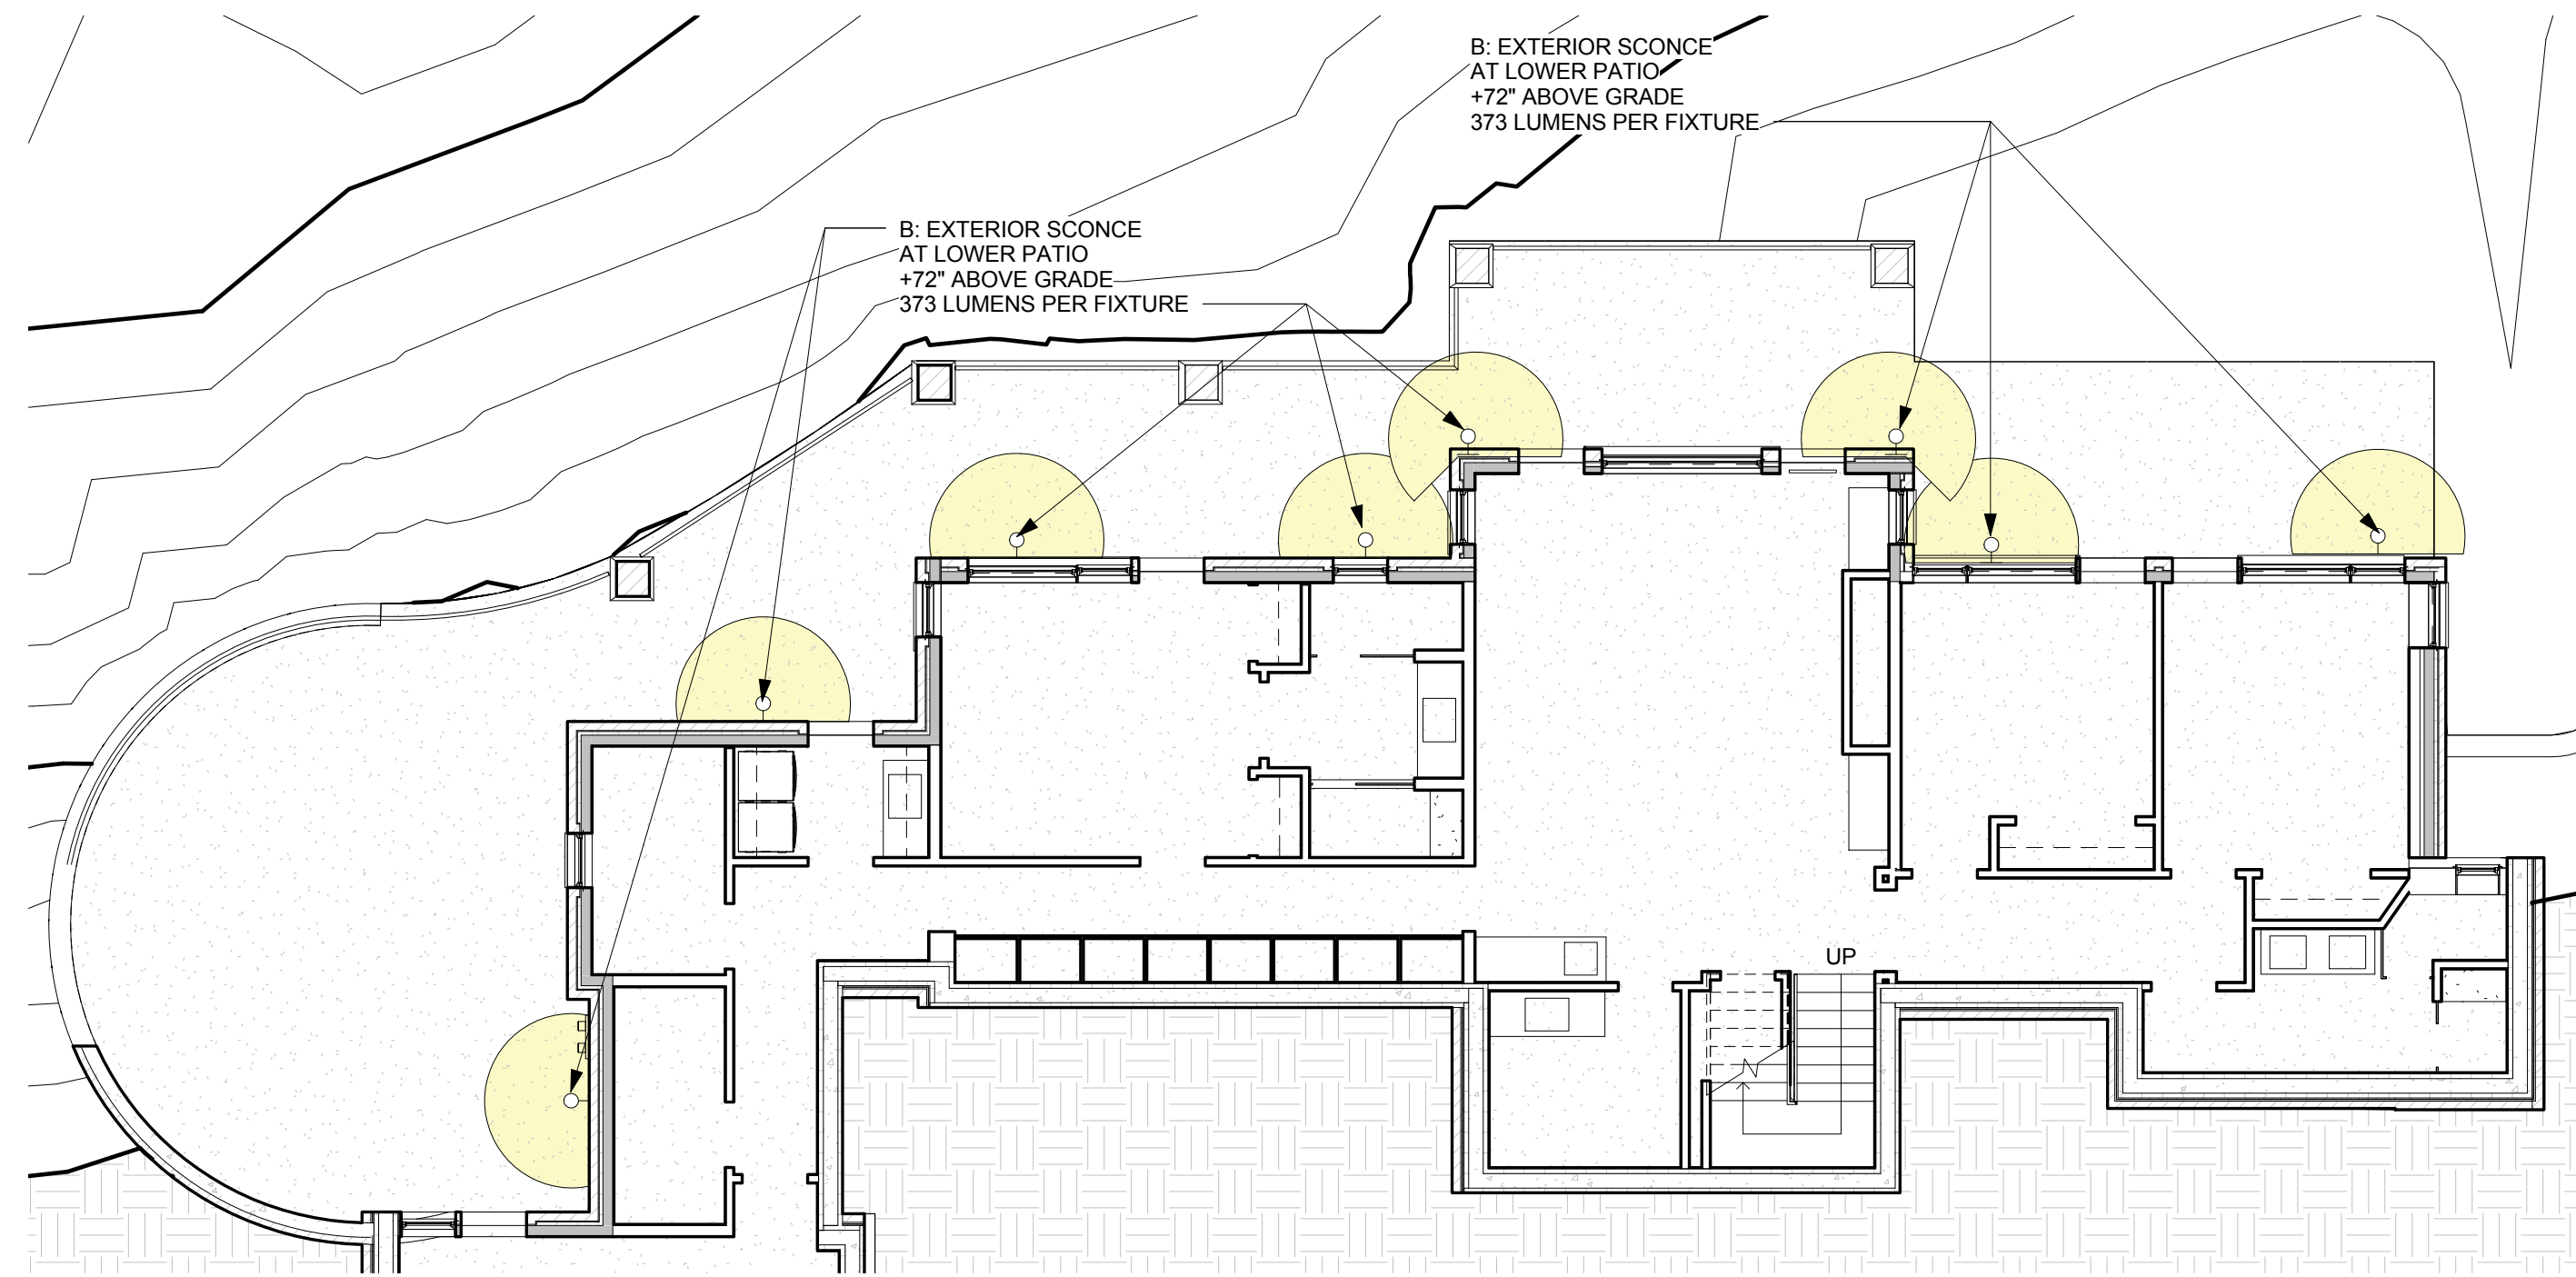 B: EXTERIOR SCONCE
AT LOWER PATIO
+72" ABOVE GRADE
373 LUMENS PER FIXTURE
B: EXTERIOR SCONCE
AT LOWER PATIO
+72" ABOVE GRADE
373 LUMENS PER FIXTURE
UP